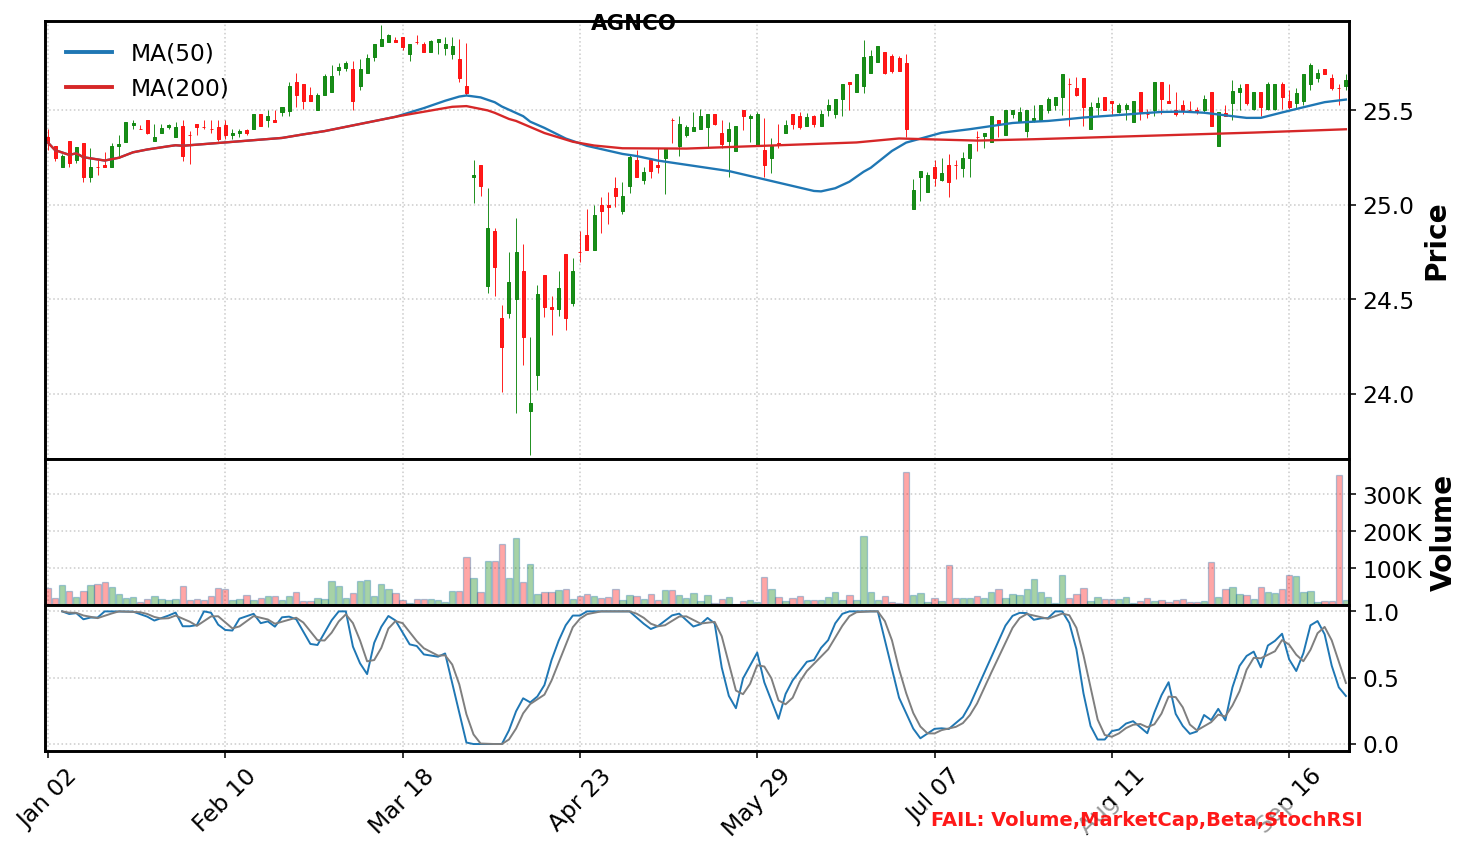 AGNCO
MA(50)
MA(200)
25.5
25.0
24.5
24.0
Price
300K
200K
100K
Volume
1.0
0.5
0.0
Jan 02
Feb 10
Mar 18
Apr 23
May 29
Jul 07
Aug 11
Sep 16
FAIL: Volume,MarketCap,Beta,StochRSI